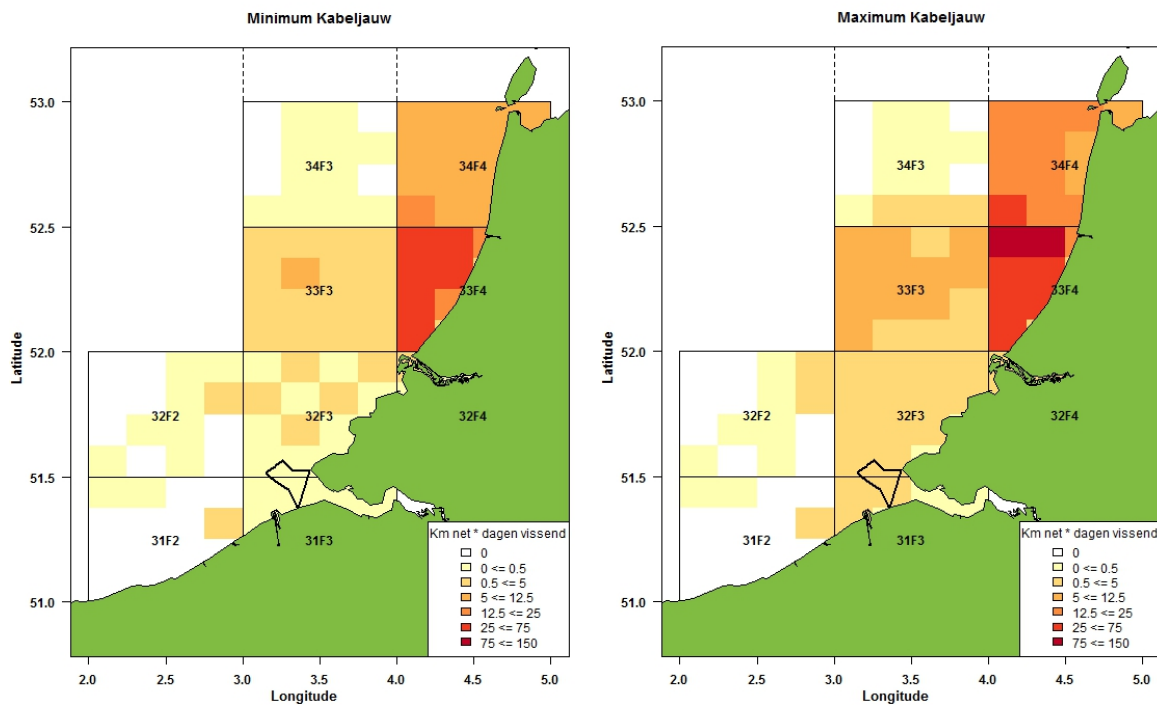 Minimum Kabeljauw
53.0
52.5
52.0
51.5
51.0
Latitude
34F3
34F4
33F3
33F4
32F2
32F3
32F4
31F2
31F3
Km net * dagen vissend
0
0 <= 0.5
0.5 <= 5
5 <= 12.5
12.5 <= 25
25 <= 75
75 <= 150
2.0 2.5 3.0 3.5 4.0 4.5 5.0
Longitude
Maximum Kabeljauw
53.0
52.5
52.0
51.5
51.0
Latitude
34F3
34F4
33F3
33F4
32F2
32F3
32F4
31F2
31F3
Km net * dagen vissend
0
0 <= 0.5
0.5 <= 5
5 <= 12.5
12.5 <= 25
25 <= 75
75 <= 150
2.0 2.5 3.0 3.5 4.0 4.5 5.0
Longitude